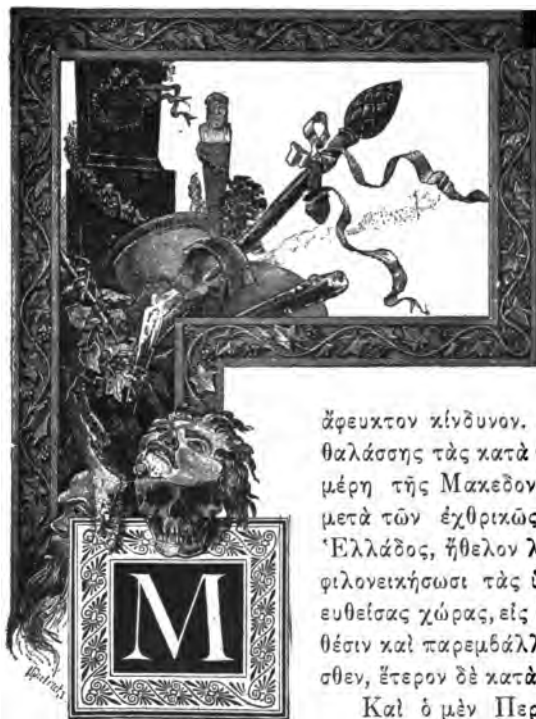 M
ἄφευκτον κίνδυνον.
θαλάσσης τὰς κατὰ
μέρη τῆς Μακεδον
μετὰ τῶν ἐχθρικῶς
Ἑλλάδος, ἤθελον λ
φιλονεικήσωσι τὰς ὑ
ευθείσας χώρας, εἰς
θέσιν καὶ παρεμβάλλ
σθεν, ἕτερον δὲ κατὰ
Καὶ ὁ μὲν Περ